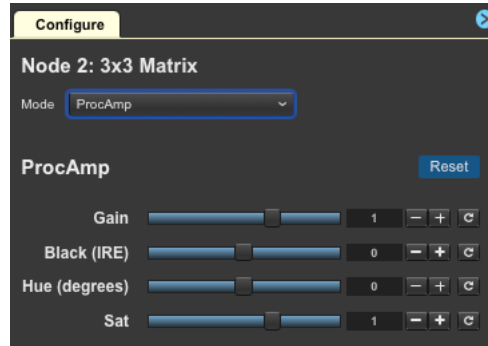 Configure
Node 2: 3x3 Matrix
Mode ProcAmp
ProcAmp Reset
Gain 1
Black (IRE) 0
Hue (degrees) 0
Sat 1